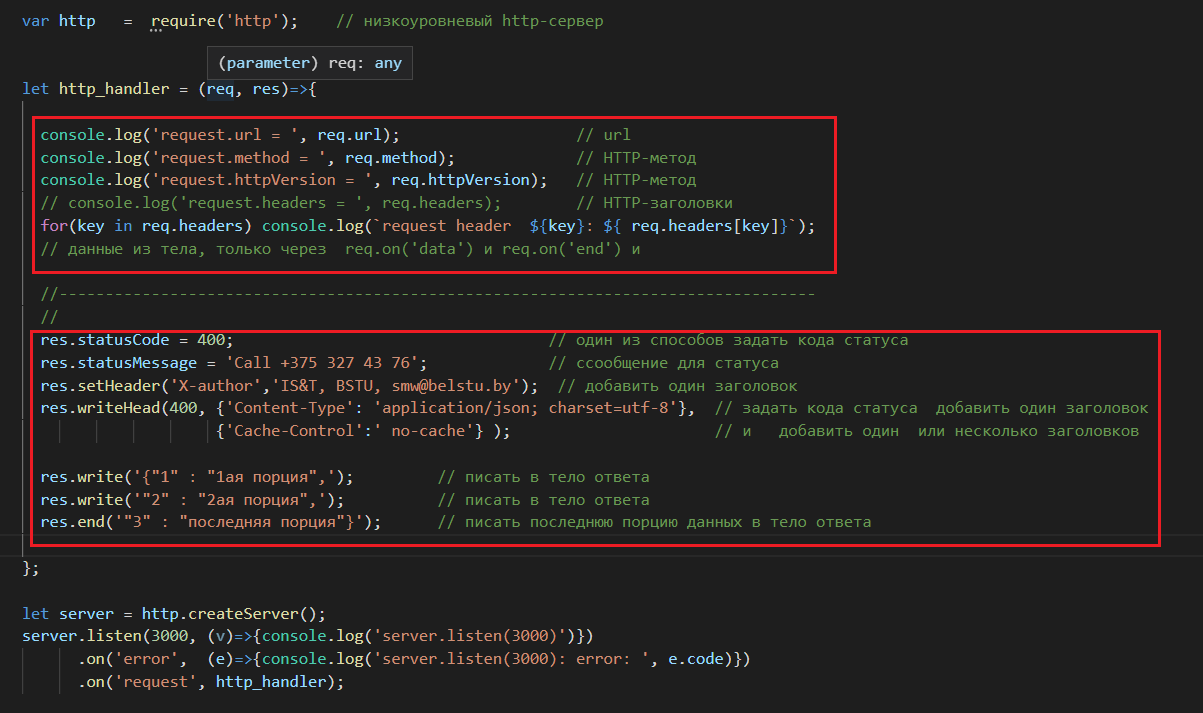 var http   =  require('http');    // низкоуровневый http-сервер
(parameter) req: any
let http_handler = (req, res)=>{
console.log('request.url = ', req.url);                   // url
console.log('request.method = ', req.method);             // HTTP-метод
console.log('request.httpVersion = ', req.httpVersion);   // HTTP-метод
// console.log('request.headers = ', req.headers);        // HTTP-заголовки
for(key in req.headers) console.log(`request header  ${key}: ${ req.headers[key]}`);
// данные из тела, только через  req.on('data') и req.on('end') и
//----------------------------------------------------------------------------------
//
res.statusCode = 400;                                  // один из способов задать кода статуса
res.statusMessage = 'Call +375 327 43 76';             // ссообщение для статуса
res.setHeader('X-author','IS&T, BSTU, smw@belstu.by');  // добавить один заголовок
res.writeHead(400, {'Content-Type': 'application/json; charset=utf-8'},  // задать кода статуса  добавить один заголовок
{'Cache-Control':' no-cache'} );                      // и   добавить один  или несколько заголовков
res.write('{"1" : "1ая порция",');         // писать в тело ответа
res.write('"2" : "2ая порция",');          // писать в тело ответа
res.end('"3" : "последняя порция"}');      // писать последнюю порцию данных в тело ответа
};
let server = http.createServer();
server.listen(3000, (v)=>{console.log('server.listen(3000)')})
.on('error',  (e)=>{console.log('server.listen(3000): error: ', e.code)})
.on('request', http_handler);